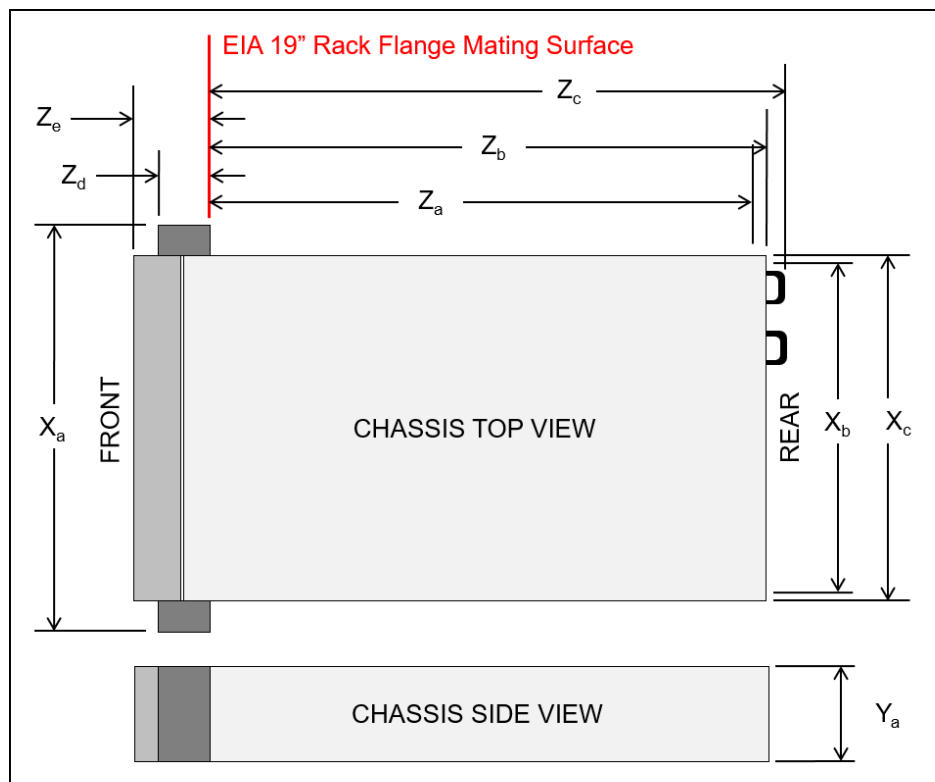 EIA 19” Rack Flange Mating Surface
Zc
Ze
Zb
Zd
Za
Xa
FRONT
CHASSIS TOP VIEW
REAR
Xb
Xc
CHASSIS SIDE VIEW
Ya